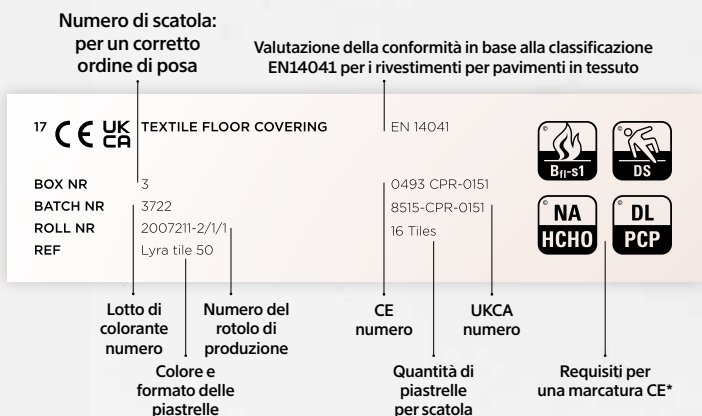 Numero di scatola:
per un corretto
ordine di posa
Valutazione della conformità in base alla classificazione
EN14041 per i rivestimenti per pavimenti in tessuto
17 CE UK CA TEXTILE FLOOR COVERING EN 14041
BOX NR 3 0493 CPR-0151
BATCH NR 3722 8515-CPR-0151
ROLL NR 2007211-2/1/1 16 Tiles
REF Lyra tile 50
© Bfl-s1
© DS
© NA HCHO
© DL PCP
Lotto di
colorante
numero
Numero del
rotolo di
produzione
CE
numero
UKCA
numero
Colore e
formato delle
piastrelle
Quantità di
piastrelle
per scatola
Requisiti per
una marcatura CE*